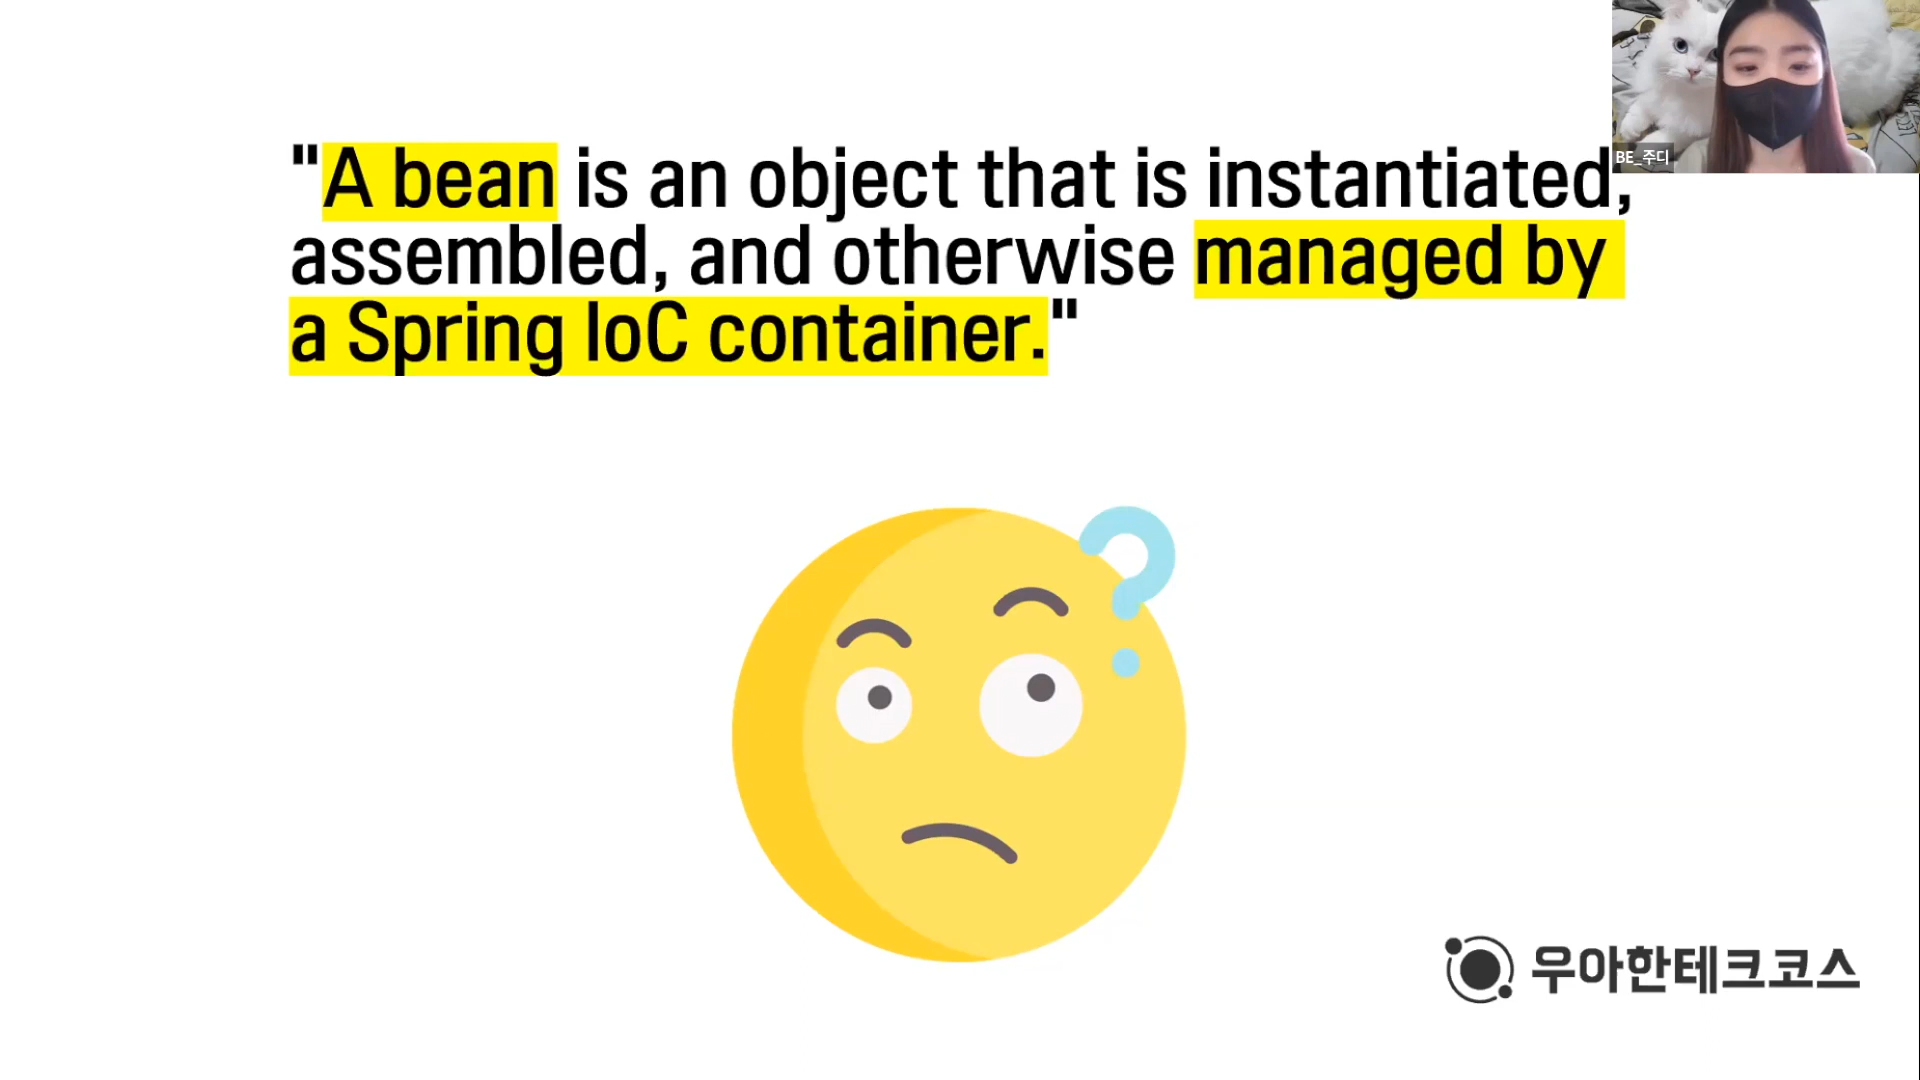 "A bean is an object that is instantiated,
assembled, and otherwise managed by
a Spring IoC container."
BE_주디
우아한테크코스